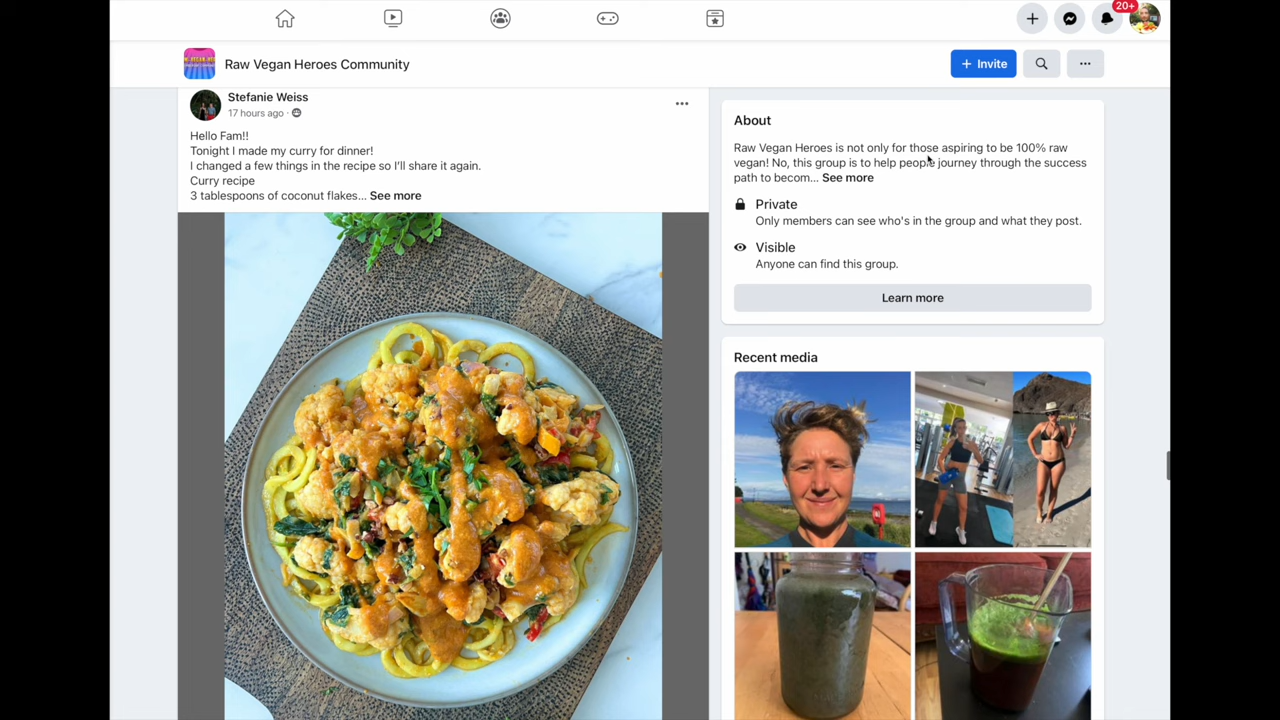 20+
Raw Vegan Heroes Community
+ Invite
Stefanie Weiss
17 hours ago ·
Hello Fam!!
Tonight I made my curry for dinner!
I changed a few things in the recipe so I'll share it again.
Curry recipe
3 tablespoons of coconut flakes... See more
About
Raw Vegan Heroes is not only for those aspiring to be 100% raw
vegan! No, this group is to help people journey through the success
path to becom... See more
Private
Only members can see who's in the group and what they post.
Visible
Anyone can find this group.
Learn more
Recent media